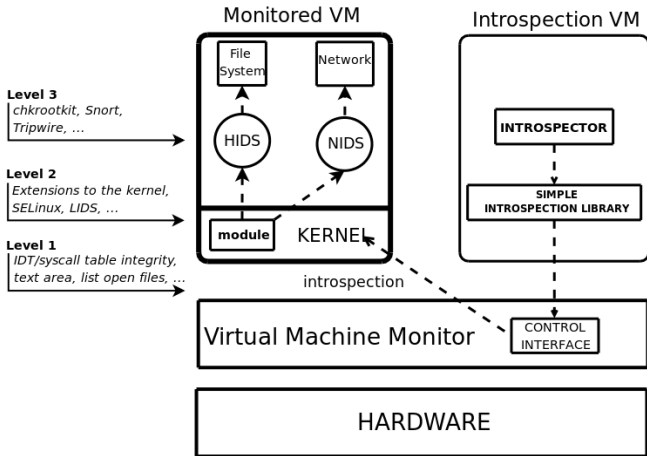 Monitored VM
Introspection VM
File
System
Network
Level 3
chkrootkit, Snort,
Tripwire, ...
HIDS
NIDS
INTROSPECTOR
Level 2
Extensions to the kernel,
SELinux, LIDS, ...
SIMPLE
INTROSPECTION LIBRARY
module
KERNEL
Level 1
IDT/syscall table integrity,
text area, list open files, ...
introspection
Virtual Machine Monitor
CONTROL
INTERFACE
HARDWARE